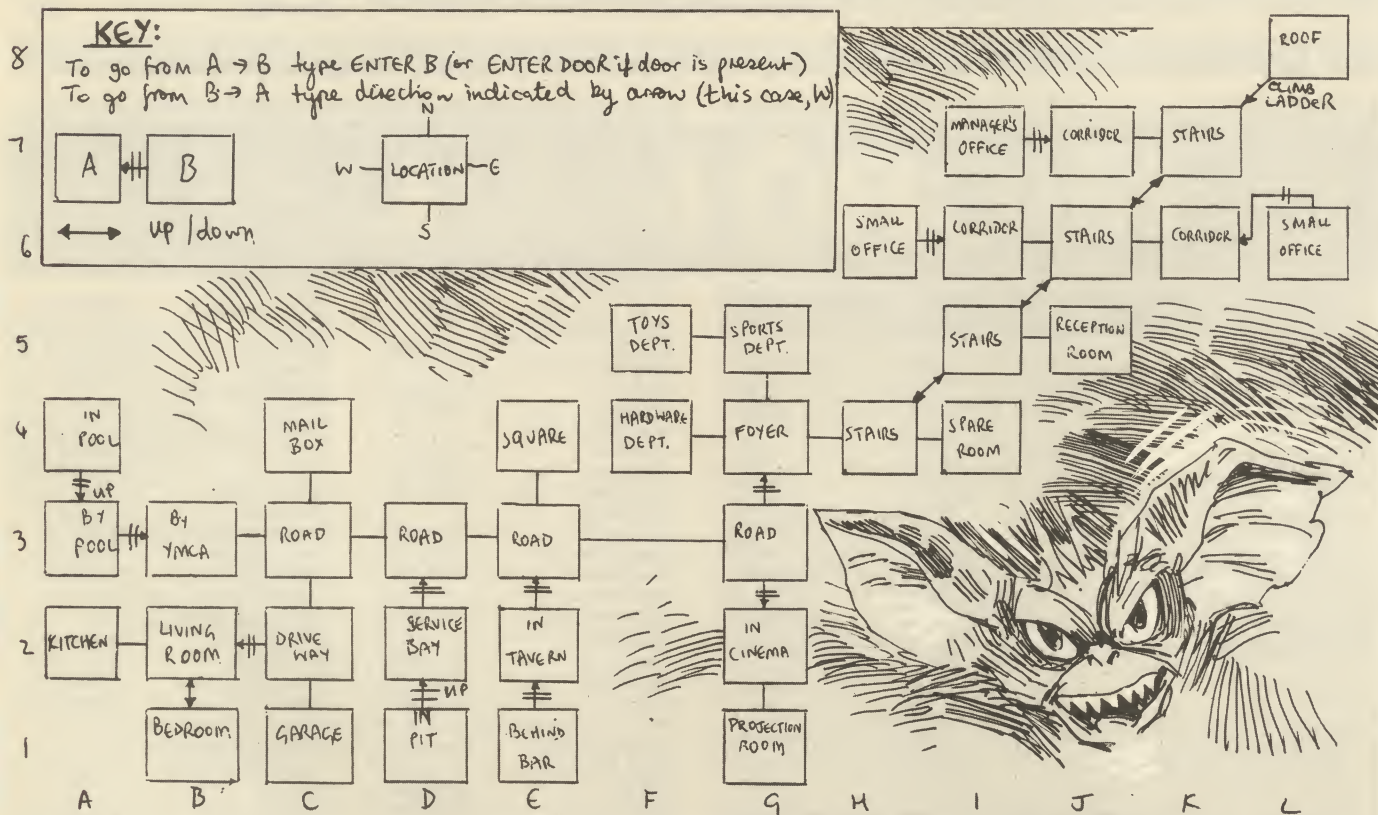 KEY:
To go from A → B type ENTER B (or ENTER DOOR if door is present)
To go from B → A type direction indicated by arrow (this case, W)
A
B
up / down
N
W
LOCATION
E
S
8
7
6
5
4
3
2
1
ROOF
CLIMB
LADDER
MANAGER'S
OFFICE
CORRIDOR
STAIRS
SMALL
OFFICE
CORRIDOR
STAIRS
CORRIDOR
SMALL
OFFICE
TOYS
DEPT.
SPORTS
DEPT.
STAIRS
RECEPTION
ROOM
IN
POOL
UP
MAIL
BOX
SQUARE
HARDWARE
DEPT.
FOYER
STAIRS
SPARE
ROOM
BY
POOL
BY
YMCA
ROAD
ROAD
ROAD
ROAD
KITCHEN
LIVING
ROOM
DRIVE
WAY
SERVICE
BAY
UP
IN
TAVERN
IN
CINEMA
BEDROOM
GARAGE
IN
PIT
BEHIND
BAR
PROJECTION
ROOM
A B C D E F G H I J K L